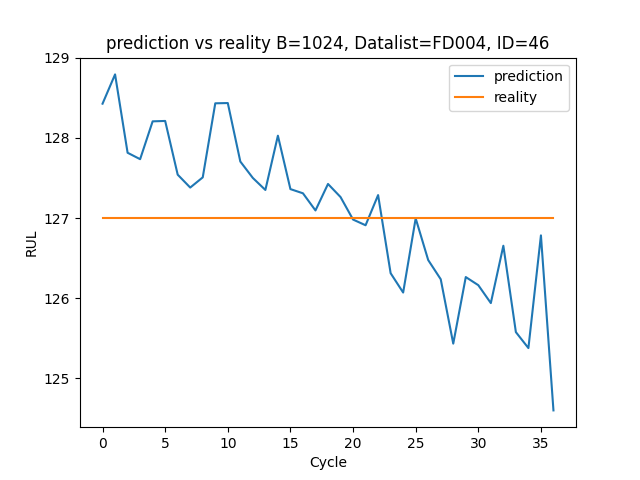 prediction vs reality B=1024, Datalist=FD004, ID=46
prediction
reality
129
128
127
126
125
RUL
0 5 10 15 20 25 30 35
Cycle